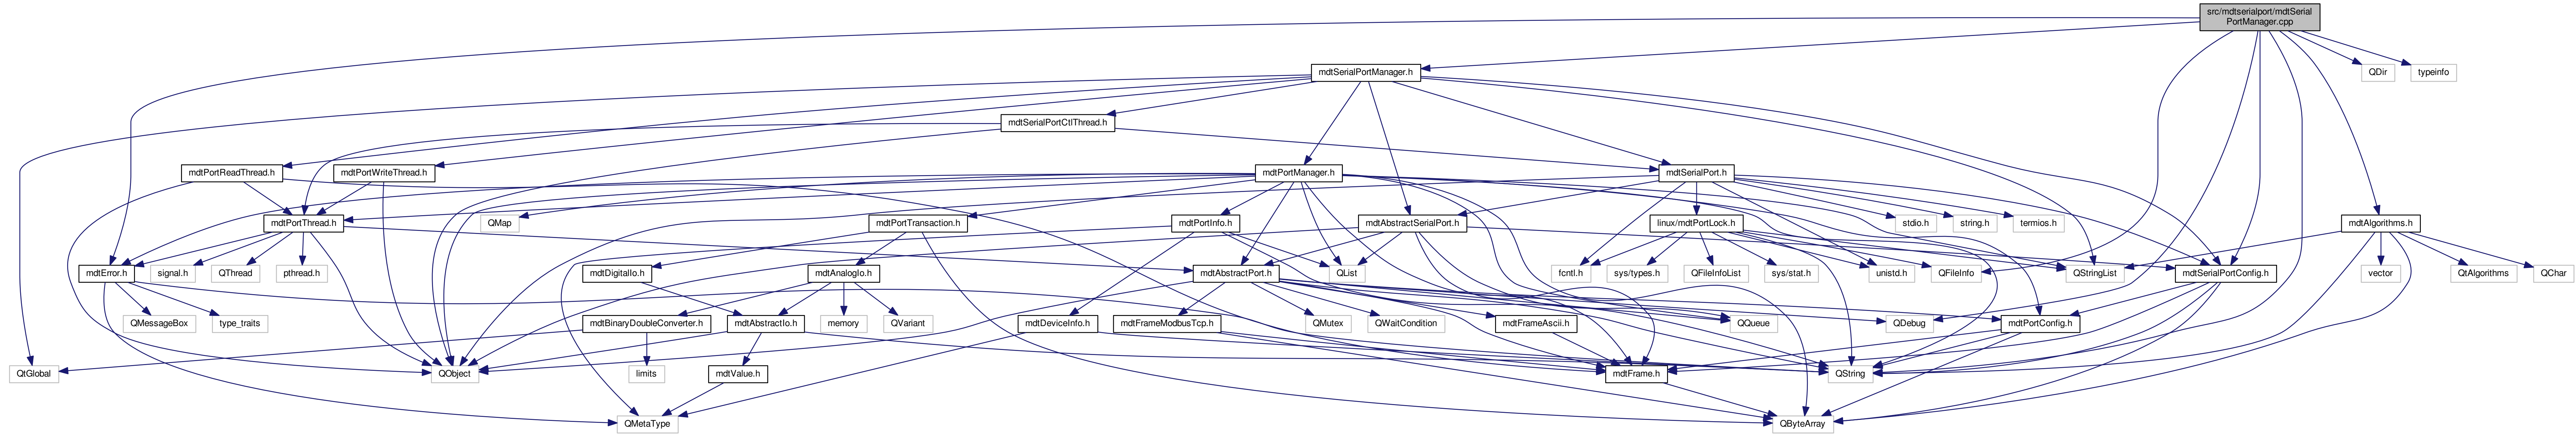 src/mdtserialport/mdtSerial
PortManager.cpp
mdtSerialPortManager.h
QDir
typeinfo
mdtSerialPortCtlThread.h
mdtPortReadThread.h
mdtPortWriteThread.h
mdtPortManager.h
mdtSerialPort.h
mdtPortThread.h
QMap
mdtPortTransaction.h
mdtPortInfo.h
mdtAbstractSerialPort.h
linux/mdtPortLock.h
stdio.h
string.h
termios.h
mdtAlgorithms.h
mdtError.h
signal.h
QThread
pthread.h
mdtDigitalIo.h
mdtAnalogIo.h
mdtAbstractPort.h
QList
fcntl.h
sys/types.h
QFileInfoList
sys/stat.h
unistd.h
QFileInfo
QStringList
mdtSerialPortConfig.h
vector
QtAlgorithms
QChar
QMessageBox
type_traits
mdtBinaryDoubleConverter.h
mdtAbstractIo.h
memory
QVariant
mdtDeviceInfo.h
mdtFrameModbusTcp.h
QMutex
QWaitCondition
mdtFrameAscii.h
QQueue
QDebug
mdtPortConfig.h
QtGlobal
QObject
limits
mdtValue.h
mdtFrame.h
QString
QMetaType
QByteArray